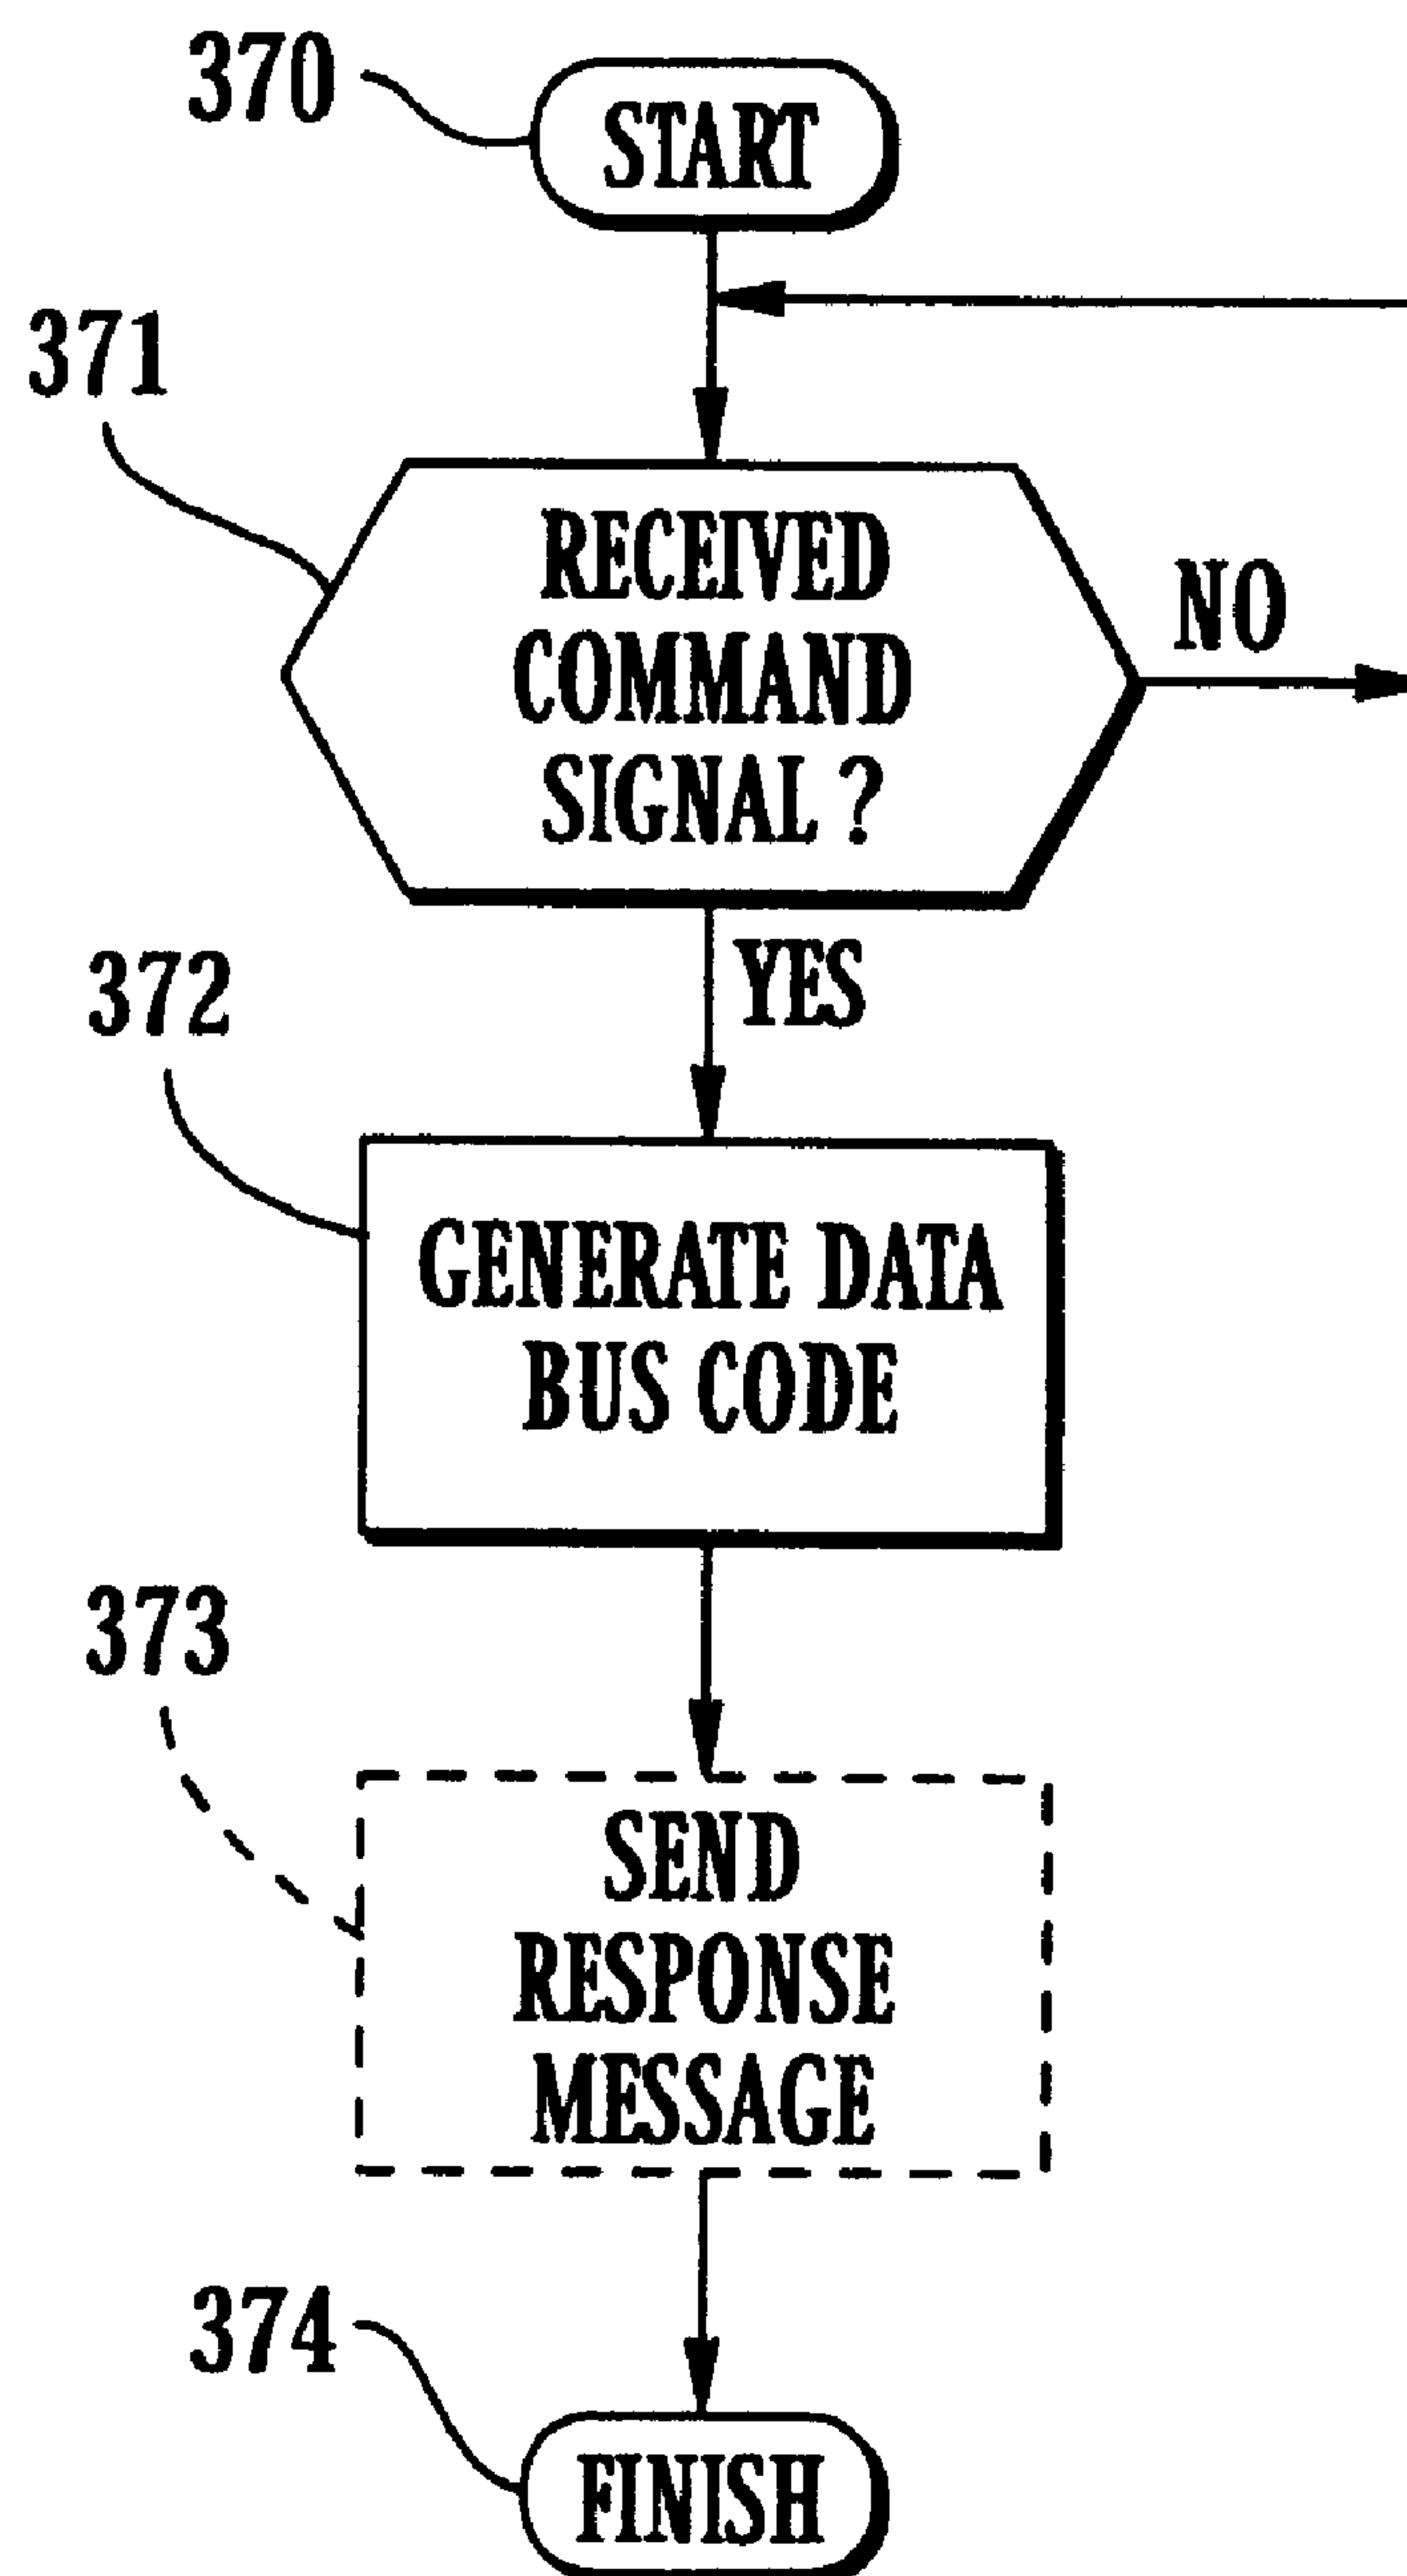 370
START
371
RECEIVED
COMMAND
SIGNAL ?
NO
YES
372
GENERATE DATA
BUS CODE
373
SEND
RESPONSE
MESSAGE
374
FINISH